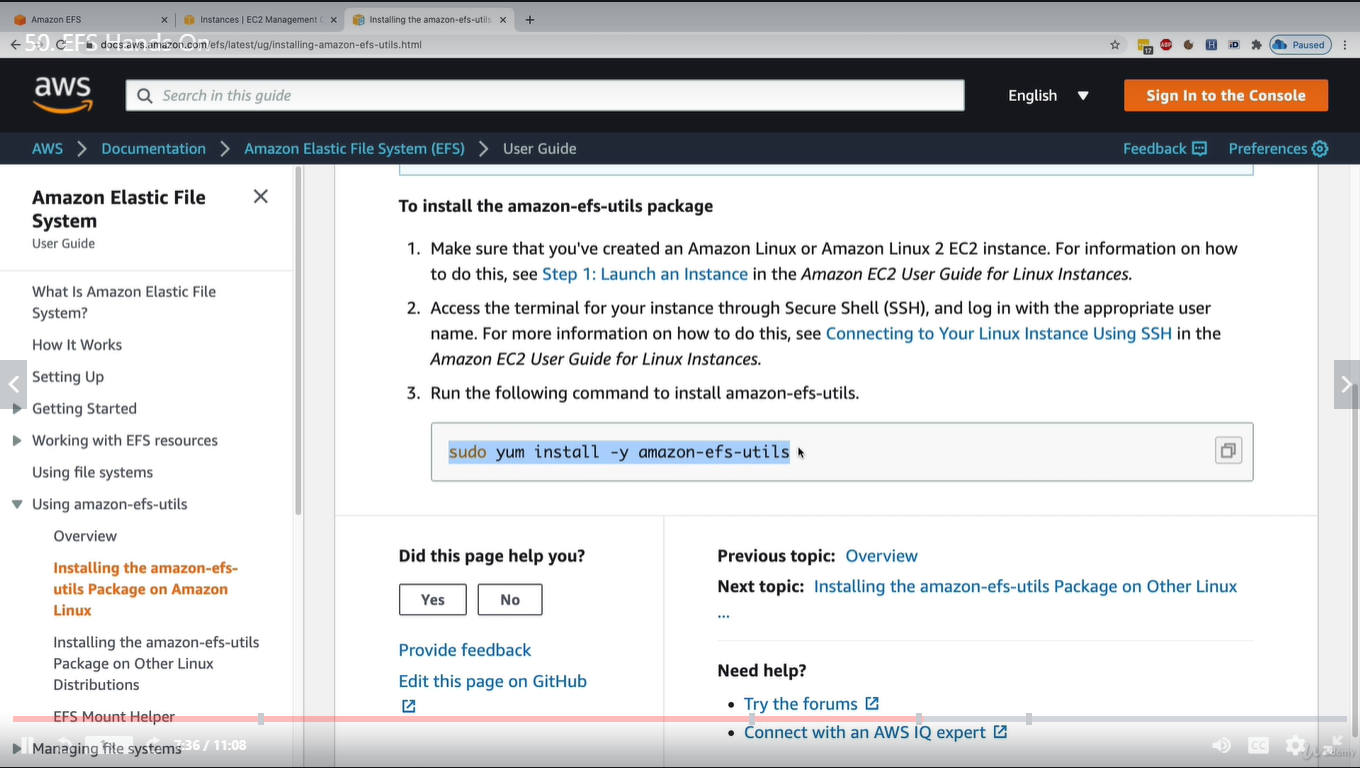 Amazon EFS
Instances | EC2 Management C
Installing the amazon-efs-utils
50. EFS Hands On
docs.aws.amazon.com/efs/latest/ug/installing-amazon-efs-utils.html
17
ABP
Paused
aws
Search in this guide
English
Sign In to the Console
AWS
Documentation
Amazon Elastic File System (EFS)
User Guide
Feedback
Preferences
Amazon Elastic File
System
User Guide
What Is Amazon Elastic File
System?
How It Works
Setting Up
Getting Started
Working with EFS resources
Using file systems
Using amazon-efs-utils
Overview
Installing the amazon-efs-
utils Package on Amazon
Linux
Installing the amazon-efs-utils
Package on Other Linux
Distributions
EFS Mount Helper
Managing file systems
To install the amazon-efs-utils package
1. Make sure that you've created an Amazon Linux or Amazon Linux 2 EC2 instance. For information on how
to do this, see Step 1: Launch an Instance in the Amazon EC2 User Guide for Linux Instances.
2. Access the terminal for your instance through Secure Shell (SSH), and log in with the appropriate user
name. For more information on how to do this, see Connecting to Your Linux Instance Using SSH in the
Amazon EC2 User Guide for Linux Instances.
3. Run the following command to install amazon-efs-utils.
sudo yum install -y amazon-efs-utils
Did this page help you?
Yes
No
Provide feedback
Edit this page on GitHub
Previous topic: Overview
Next topic: Installing the amazon-efs-utils Package on Other Linux
...
Need help?
• Try the forums
• Connect with an AWS IQ expert
7:36 / 11:08
CC
Udemy